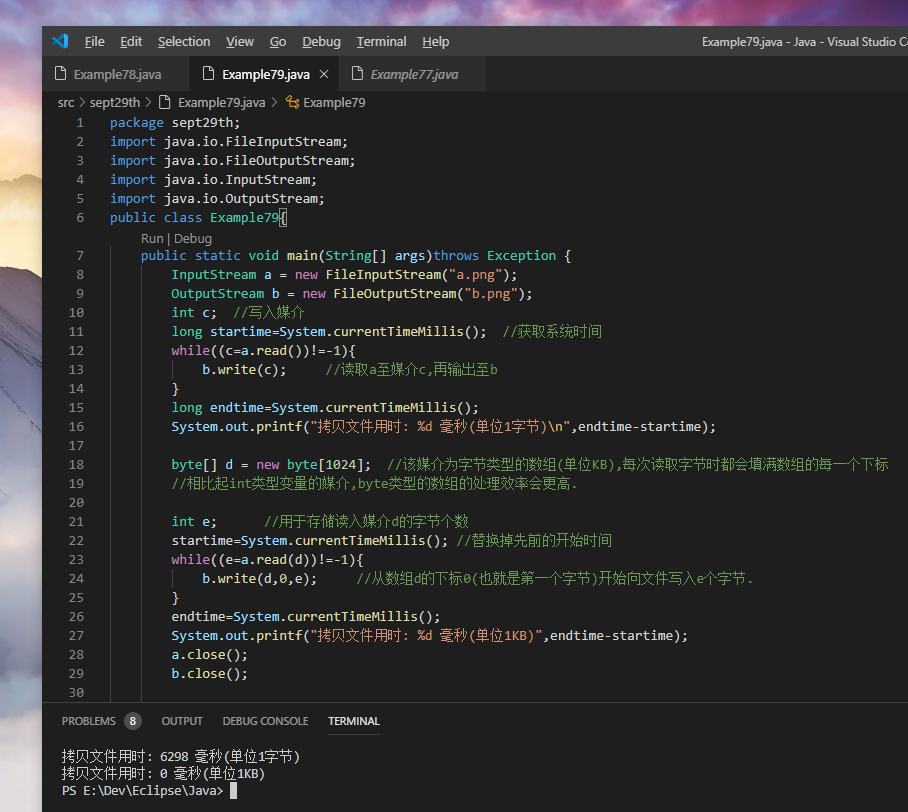 File Edit Selection View Go Debug Terminal Help Example79.java - Java - Visual Studio C
Example78.java Example79.java × Example77.java
src > sept29th > Example79.java > Example79
1 package sept29th;
2 import java.io.FileInputStream;
3 import java.io.FileOutputStream;
4 import java.io.InputStream;
5 import java.io.OutputStream;
6 public class Example79{
Run | Debug
7 public static void main(String[] args)throws Exception {
8 InputStream a = new FileInputStream("a.png");
9 OutputStream b = new FileOutputStream("b.png");
10 int c; //写入媒介
11 long startime=System.currentTimeMillis(); //获取系统时间
12 while((c=a.read())!=-1){
13 b.write(c); //读取a至媒介c,再输出至b
14 }
15 long endtime=System.currentTimeMillis();
16 System.out.printf("拷贝文件用时: %d 毫秒(单位1字节)\n",endtime-startime);
17
18 byte[] d = new byte[1024]; //该媒介为字节类型的数组(单位KB),每次读取字节时都会填满数组的每一个下标
19 //相比起int类型变量的媒介,byte类型的数组的处理效率会更高.
20
21 int e; //用于存储读入媒介d的字节个数
22 startime=System.currentTimeMillis(); //替换掉先前的开始时间
23 while((e=a.read(d))!=-1){
24 b.write(d,0,e); //从数组d的下标0(也就是第一个字节)开始向文件写入e个字节.
25 }
26 endtime=System.currentTimeMillis();
27 System.out.printf("拷贝文件用时: %d 毫秒(单位1KB)",endtime-startime);
28 a.close();
29 b.close();
30
PROBLEMS 8 OUTPUT DEBUG CONSOLE TERMINAL
拷贝文件用时: 6298 毫秒(单位1字节)
拷贝文件用时: 0 毫秒(单位1KB)
PS E:\Dev\Eclipse\Java>